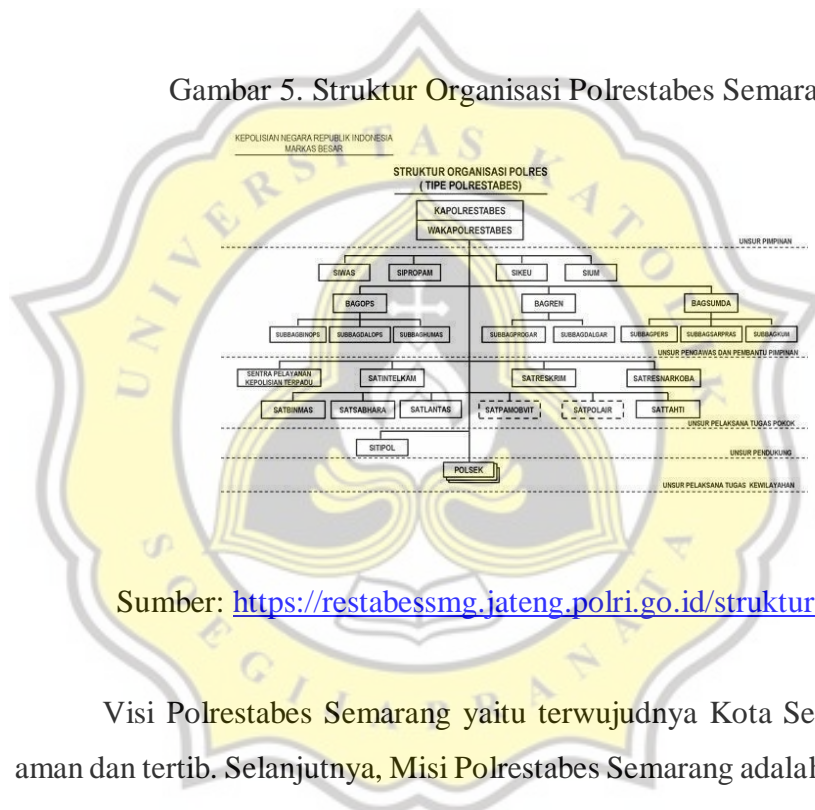 Gambar 5. Struktur Organisasi Polrestabes Semara
KEPOLISIAN NEGARA REPUBLIK INDONESIA
MARKAS BESAR
STRUKTUR ORGANISASI POLRES
( TIPE POLRESTABES)
KAPOLRESTABES
WAKAPOLRESTABES
UNSUR PIMPINAN
SIWAS SIPROPAM SIKEU SIUM
BAGOPS BAGREN BAGSUMDA
SUBBAGBINOPS SUBBAGDALOPS SUBBAGHUMAS SUBBAGPROGAR SUBBAGDALGAR SUBBAGPERS SUBBAGSARPRAS SUBBAGKUM
UNSUR PENGAWAS DAN PEMBANTU PIMPINAN
SENTRA PELAYANAN
KEPOLISIAN TERPADU
SATINTELKAM SATRESKRIM SATRESNARKOBA
SATBINMAS SATSABHARA SATLANTAS SATPAMOBVIT SATPOLAIR SATTAHTI
UNSUR PELAKSANA TUGAS POKOK
SITIPOL
UNSUR PENDUKUNG
POLSEK
UNSUR PELAKSANA TUGAS KEWILAYAHAN
Sumber: https://restabessmg.jateng.polri.go.id/struktur
Visi Polrestabes Semarang yaitu terwujudnya Kota Se
aman dan tertib. Selanjutnya, Misi Polrestabes Semarang adalah
UNIVERSITAS KATOLIK
SOEGIJAPRANATA